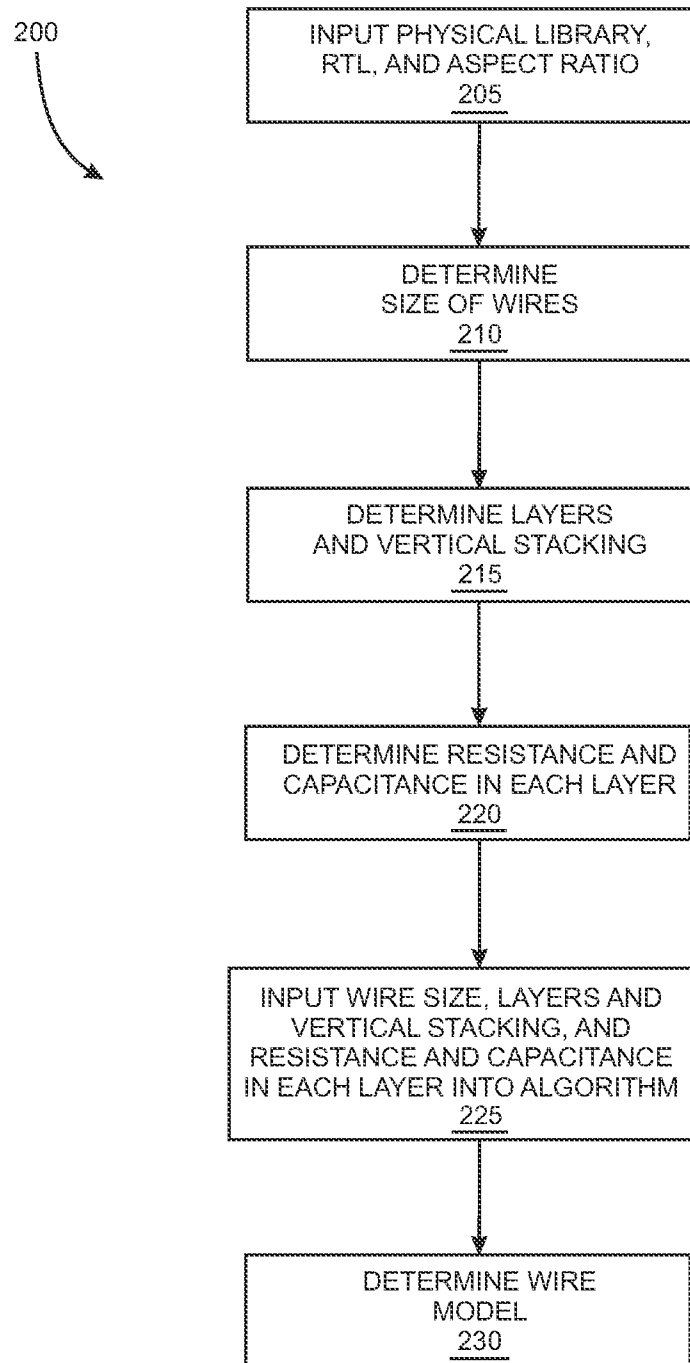 200
INPUT PHYSICAL LIBRARY,
RTL, AND ASPECT RATIO
205
DETERMINE
SIZE OF WIRES
210
DETERMINE LAYERS
AND VERTICAL STACKING
215
DETERMINE RESISTANCE AND
CAPACITANCE IN EACH LAYER
220
INPUT WIRE SIZE, LAYERS AND
VERTICAL STACKING, AND
RESISTANCE AND CAPACITANCE
IN EACH LAYER INTO ALGORITHM
225
DETERMINE WIRE
MODEL
230